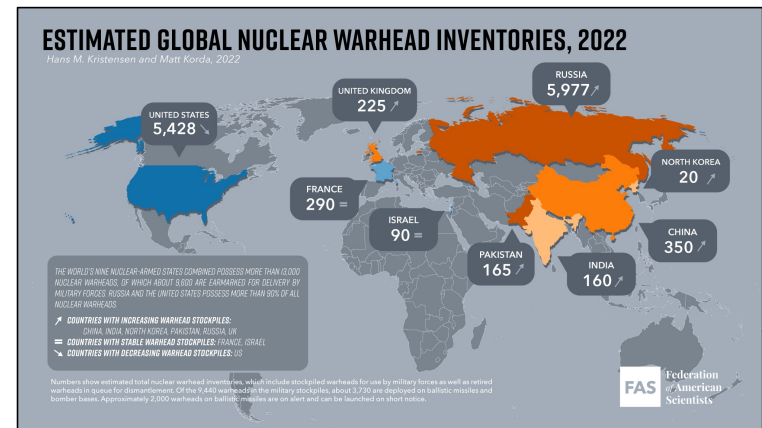 ESTIMATED GLOBAL NUCLEAR WARHEAD INVENTORIES, 2022
Hans M. Kristensen and Matt Korda, 2022
RUSSIA
5,977↗
UNITED KINGDOM
225 ↗
UNITED STATES
5,428 ↘
NORTH KOREA
20 ↗
FRANCE
290 =
ISRAEL
90 =
CHINA
350 ↗
PAKISTAN
165 ↗
INDIA
160 ↗
THE WORLD'S NINE NUCLEAR-ARMED STATES COMBINED POSSESS MORE THAN 13,000
NUCLEAR WARHEADS, OF WHICH ABOUT 9,600 ARE EARMARKED FOR DELIVERY BY
MILITARY FORCES. RUSSIA AND THE UNITED STATES POSSESS MORE THAN 90% OF ALL
NUCLEAR WARHEADS.
↗ COUNTRIES WITH INCREASING WARHEAD STOCKPILES:
CHINA, INDIA, NORTH KOREA, PAKISTAN, RUSSIA, UK
= COUNTRIES WITH STABLE WARHEAD STOCKPILES: FRANCE, ISRAEL
↘ COUNTRIES WITH DECREASING WARHEAD STOCKPILES: US
Numbers show estimated total nuclear warhead inventories, which include stockpiled warheads for use by military forces as well as retired
warheads in queue for dismantlement. Of the 9,440 warheads in the military stockpiles, about 3,730 are deployed on ballistic missiles and
bomber bases. Approximately 2,000 warheads on ballistic missiles are on alert and can be launched on short notice.
FAS
Federation
of American
Scientists